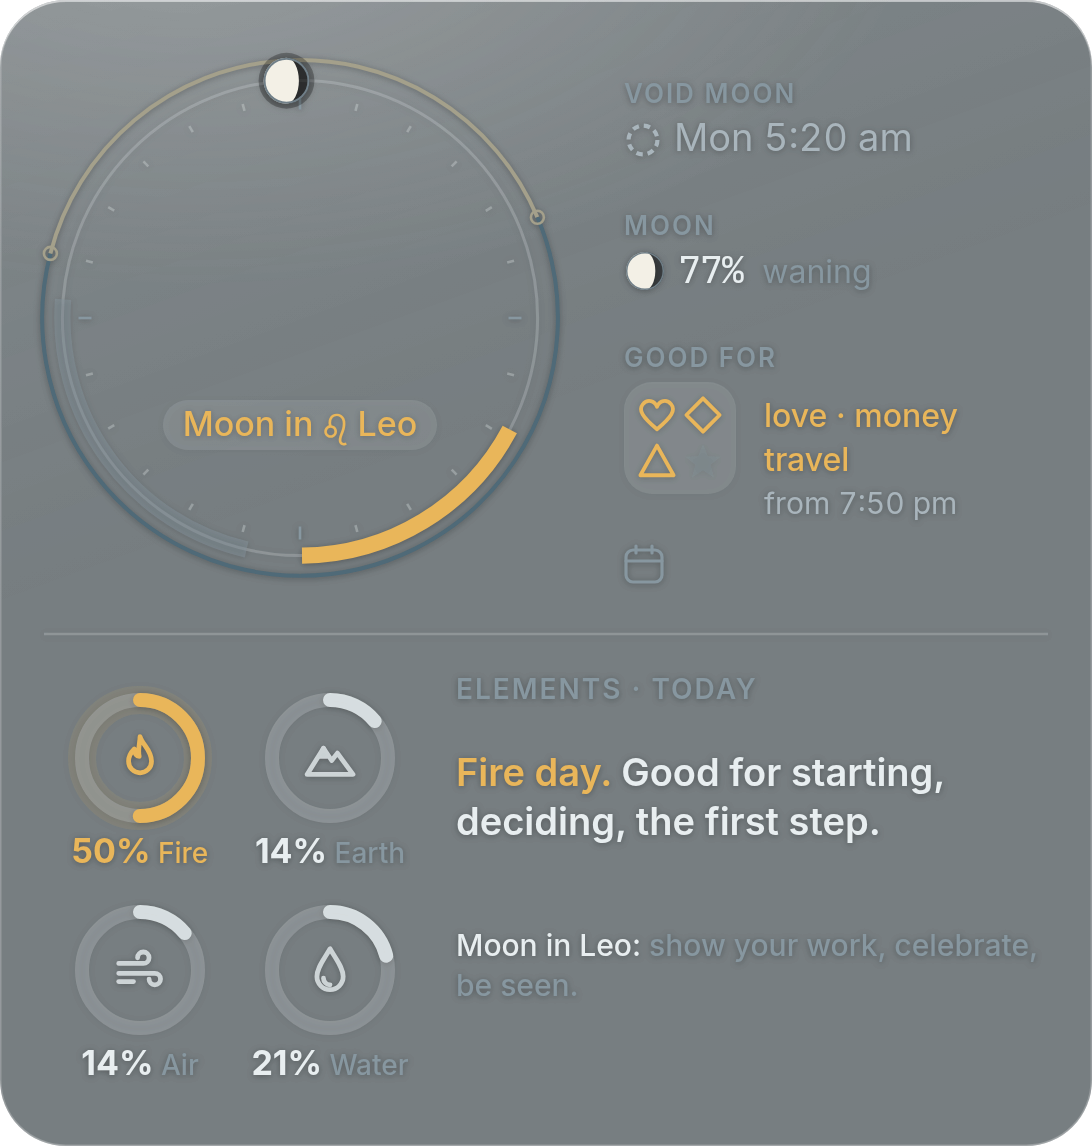 VOID MOON
Mon 5:20 am
MOON
77% waning
GOOD FOR
love · money
travel
from 7:50 pm
Moon in ♌ Leo
ELEMENTS · TODAY
Fire day. Good for starting,
deciding, the first step.
50% Fire
14% Earth
14% Air
21% Water
Moon in Leo: show your work, celebrate,
be seen.